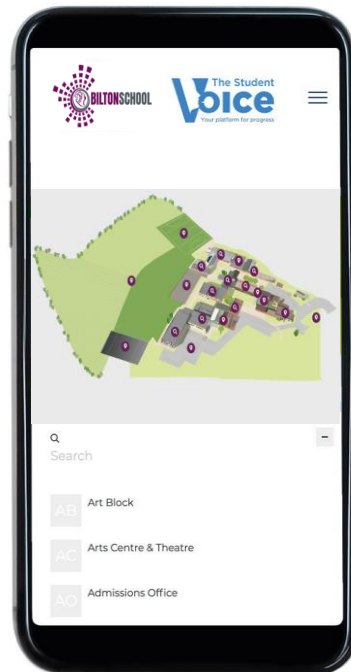 BILTONSCHOOL
The Student
Voice
Your platform for progress
Search
AB
Art Block
AC
Arts Centre & Theatre
AO
Admissions Office